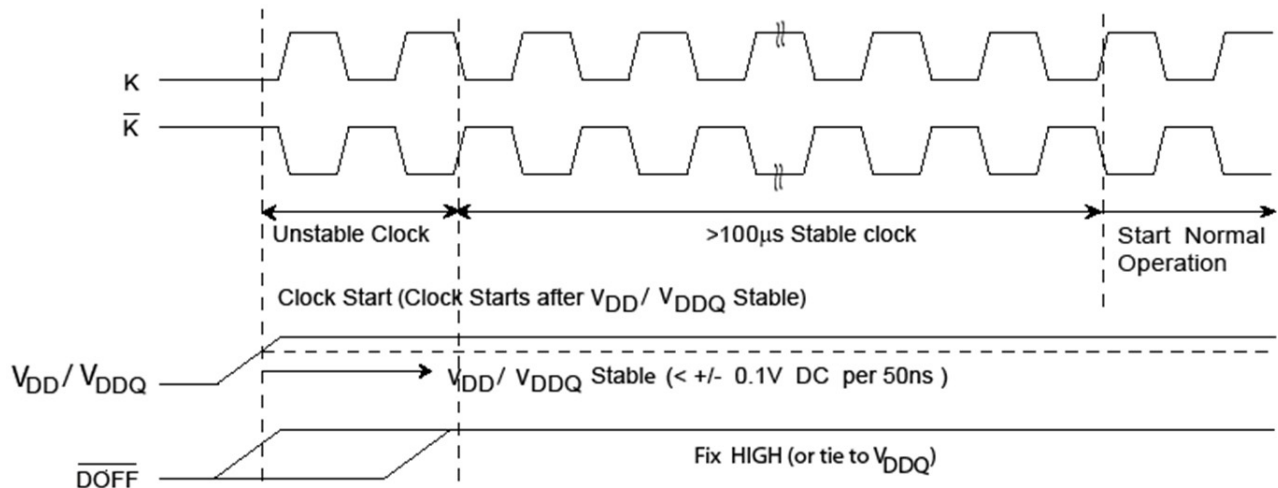 K
K̅
Unstable Clock
>100μs Stable clock
Start Normal
Operation
Clock Start (Clock Starts after VDD/ VDDQ Stable)
VDD/ VDDQ
VDD/ VDDQ Stable (< +/- 0.1V DC per 50ns )
D̅O̅F̅F̅
Fix HIGH (or tie to VDDQ)